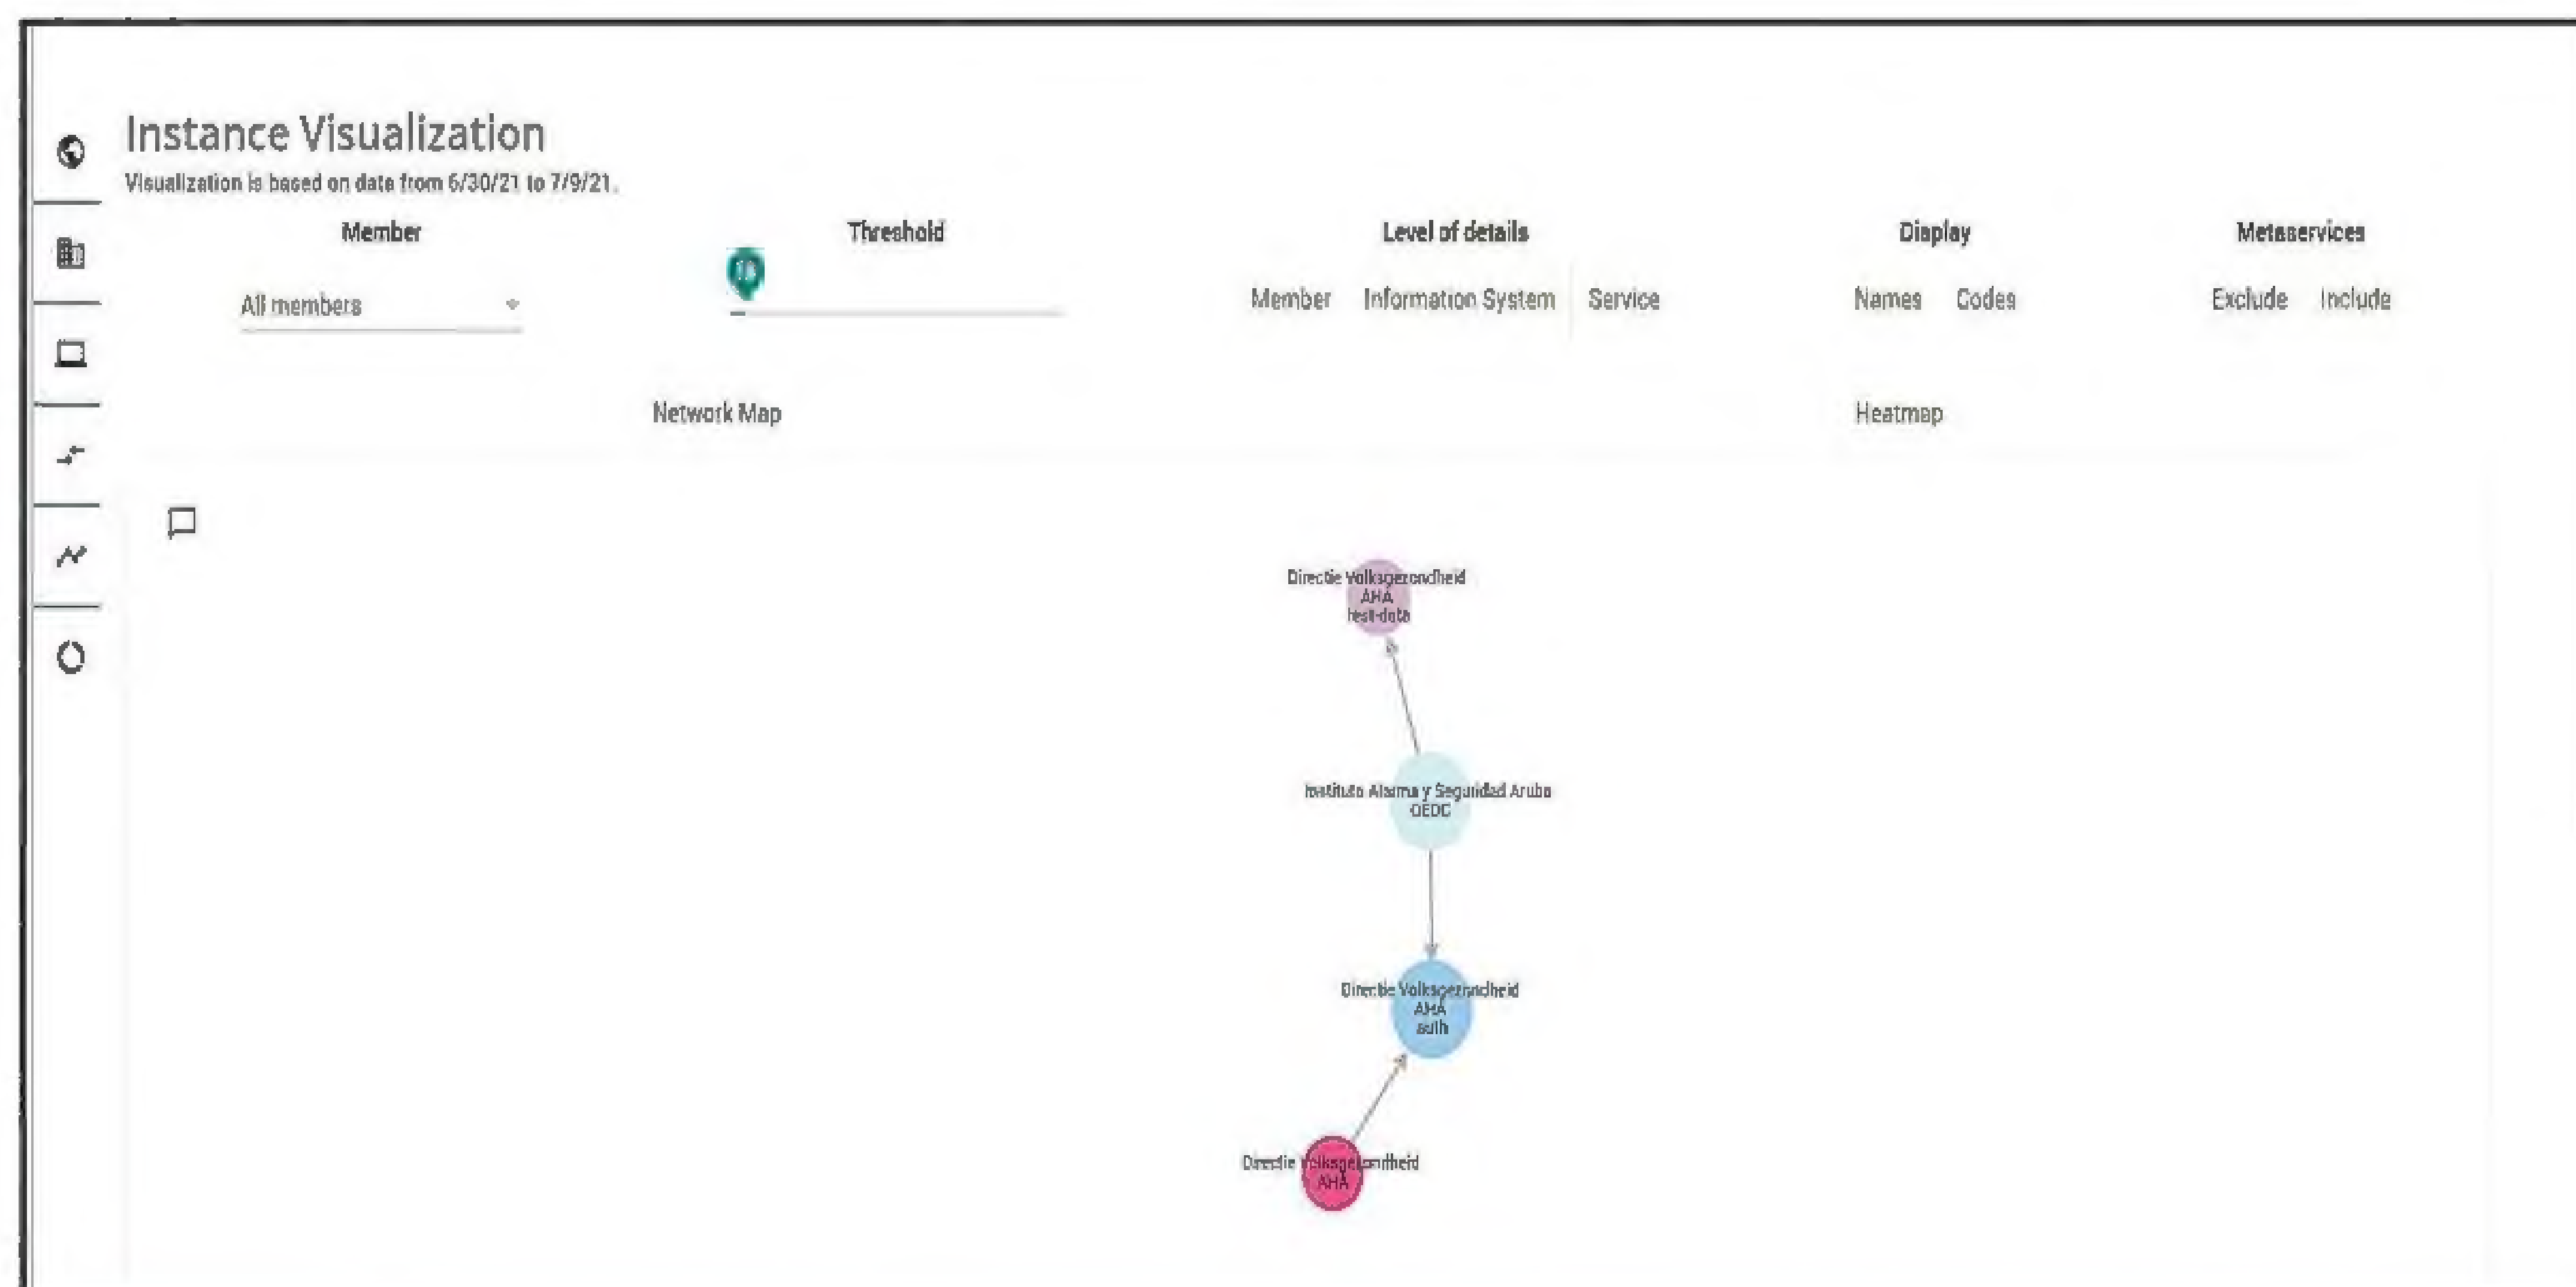 Instance Visualization
Visualization is based on data from 6/30/21 to 7/9/21.
Member
Threshold
Level of details
Display
Metaservices
All members
Member Information System Service
Names Codes
Exclude Include
Network Map
Heatmap
Directie Volksgezondheid
AHA
test-data
Instituto Alarma y Seguridad Aruba
Directie Volksgezondheid
AHA
auth
Directie Volksgezondheid
AHA